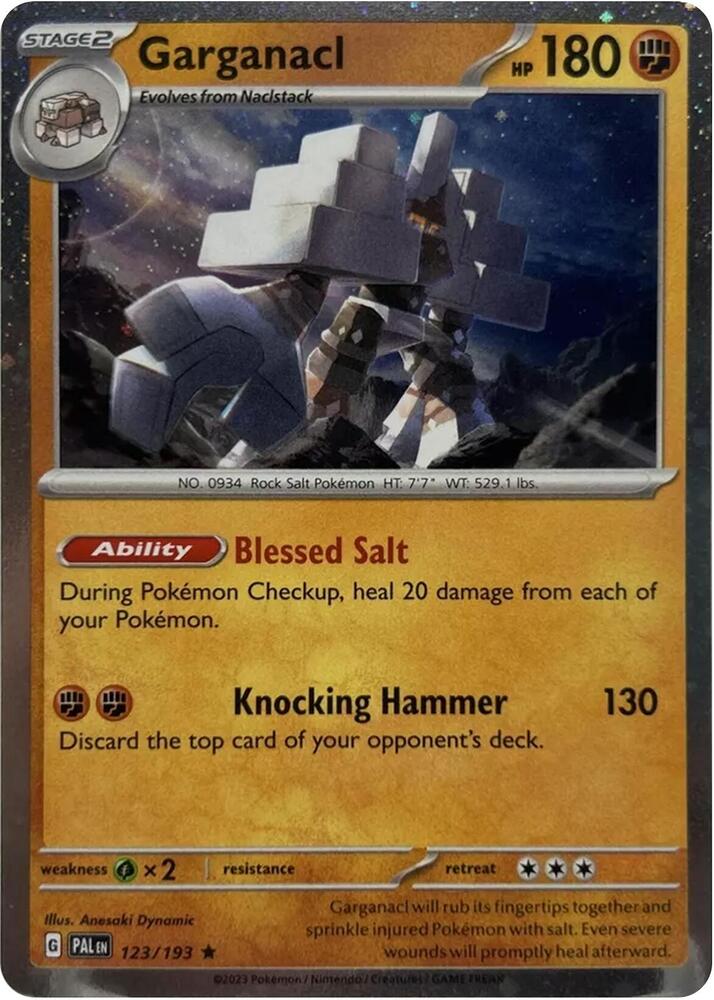 STAGE2
Garganacl
HP 180
Evolves from Naclstack
NO. 0934 Rock Salt Pokémon HT: 7'7" WT: 529.1 lbs.
Ability Blessed Salt
During Pokémon Checkup, heal 20 damage from each of
your Pokémon.
Knocking Hammer 130
Discard the top card of your opponent's deck.
weakness ×2 resistance retreat
Illus. Anesaki Dynamic
G PAL EN 123/193 ★
Garganacl will rub its fingertips together and
sprinkle injured Pokémon with salt. Even severe
wounds will promptly heal afterward.
©2023 Pokémon / Nintendo / Creatures / GAME FREAK